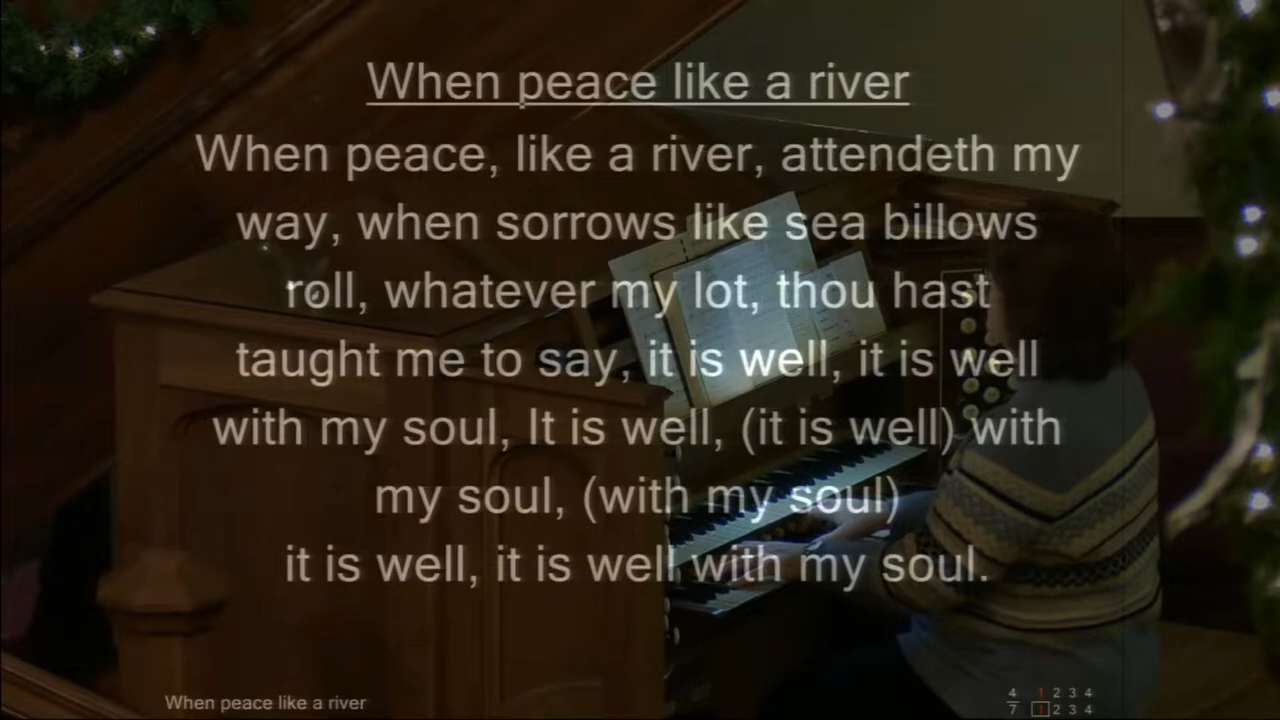 When peace like a river
When peace, like a river, attendeth my
way, when sorrows like sea billows
roll, whatever my lot, thou hast
taught me to say, it is well, it is well
with my soul, It is well, (it is well) with
my soul, (with my soul)
it is well, it is well with my soul.
When peace like a river
4 1 2 3 4
7 1 2 3 4